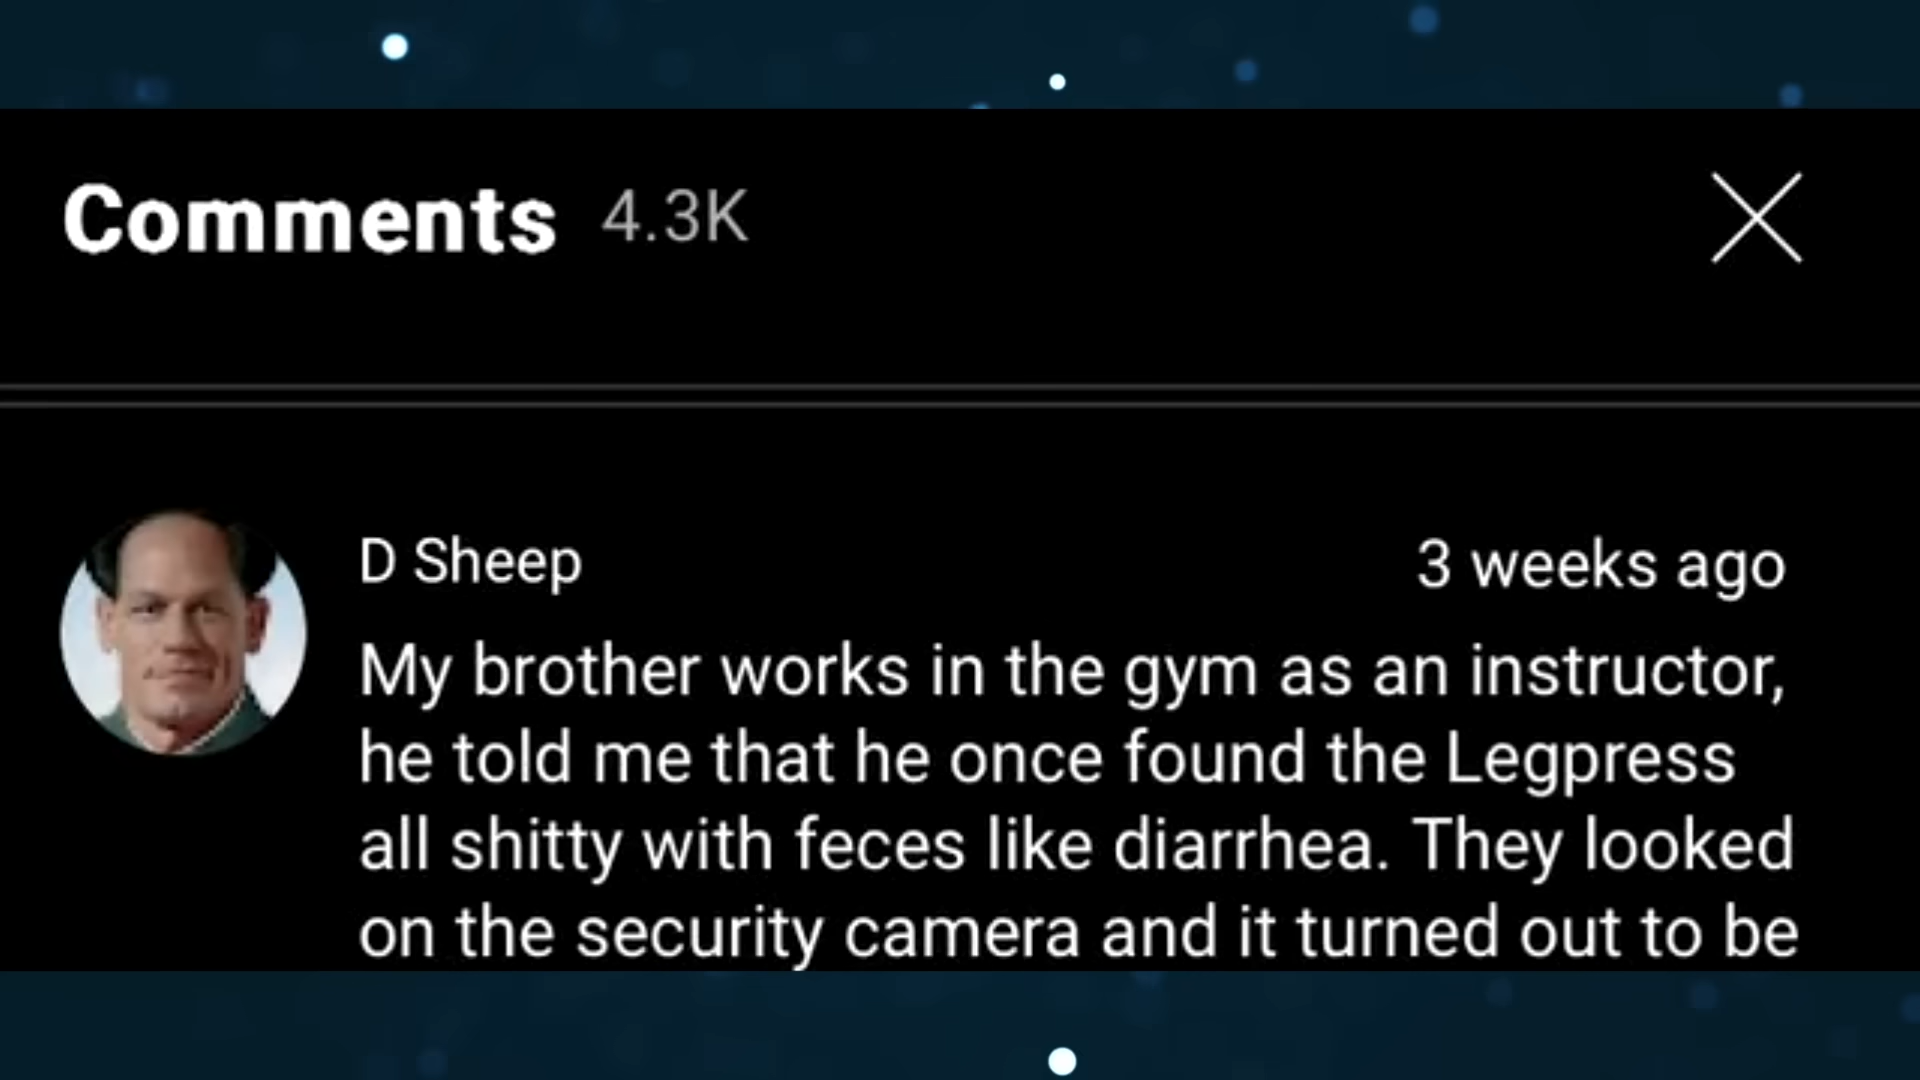 Comments 4.3K
D Sheep 3 weeks ago
My brother works in the gym as an instructor,
he told me that he once found the Legpress
all shitty with feces like diarrhea. They looked
on the security camera and it turned out to be